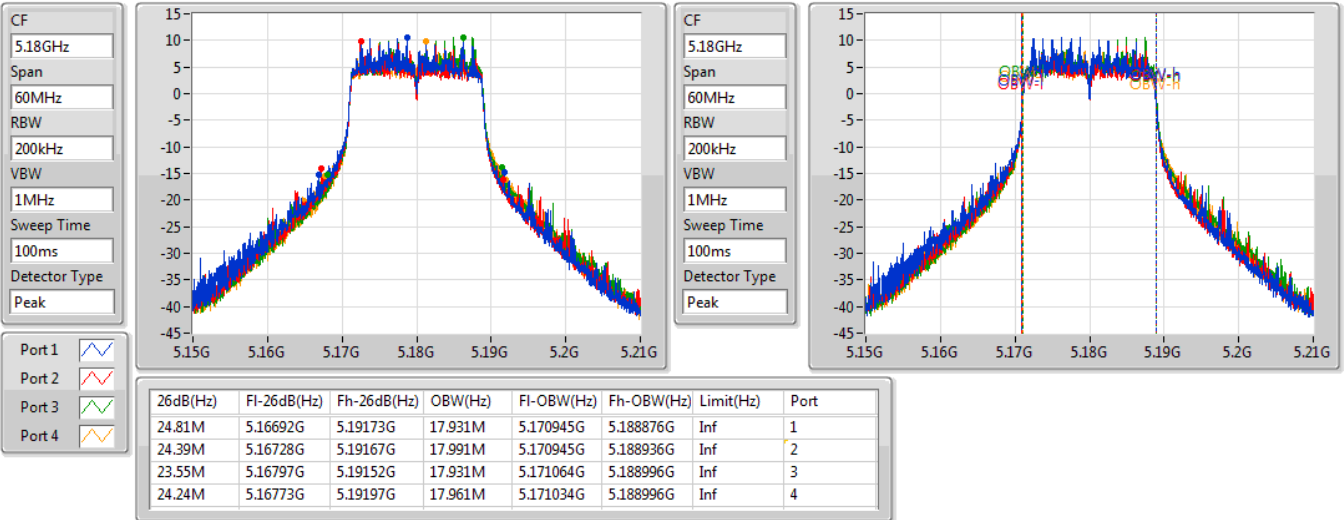 CF
5.18GHz
Span
60MHz
RBW
200kHz
VBW
1MHz
Sweep Time
100ms
Detector Type
Peak
15
10
5
0
-5
-10
-15
-20
-25
-30
-35
-40
-45
5.15G 5.16G 5.17G 5.18G 5.19G 5.2G 5.21G
CF
5.18GHz
Span
60MHz
RBW
200kHz
VBW
1MHz
Sweep Time
100ms
Detector Type
Peak
15
10
5
0
-5
-10
-15
-20
-25
-30
-35
-40
-45
OBW-l OBW-h
OBW-h
5.15G 5.16G 5.17G 5.18G 5.19G 5.2G 5.21G
Port 1
Port 2
Port 3
Port 4
26dB(Hz) Fl-26dB(Hz) Fh-26dB(Hz) OBW(Hz) Fl-OBW(Hz) Fh-OBW(Hz) Limit(Hz) Port
24.81M 5.16692G 5.19173G 17.931M 5.170945G 5.188876G Inf 1
24.39M 5.16728G 5.19167G 17.991M 5.170945G 5.188936G Inf 2
23.55M 5.16797G 5.19152G 17.931M 5.171064G 5.188996G Inf 3
24.24M 5.16773G 5.19197G 17.961M 5.171034G 5.188996G Inf 4